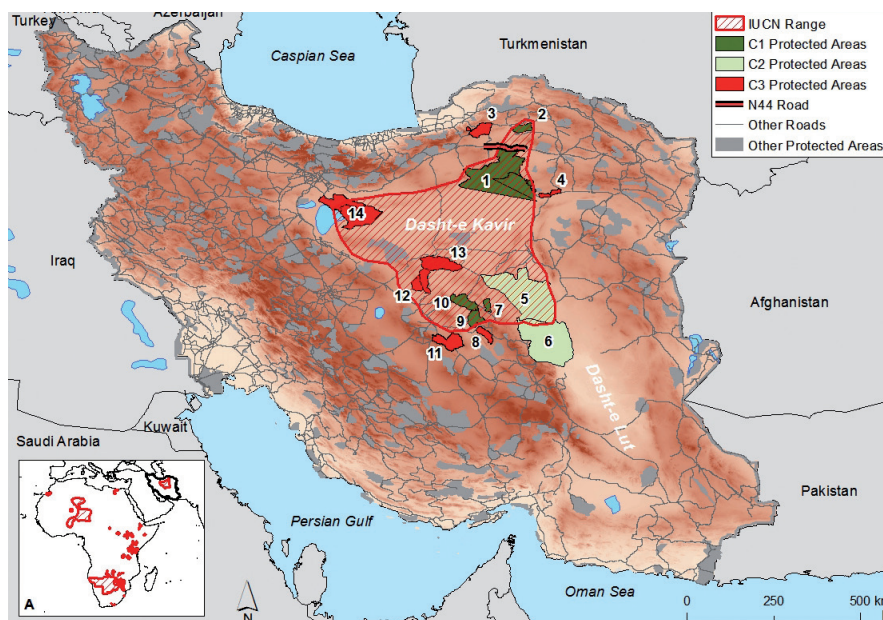 Turkey
Azerbaijan
Caspian Sea
Turkmenistan
IUCN Range
C1 Protected Areas
C2 Protected Areas
C3 Protected Areas
N44 Road
Other Roads
Other Protected Areas
3
2
1
4
14
Dasht-e Kavir
Iraq
13
12
10
5
7
9
8
11
6
Afghanistan
Dasht-e Lut
Kuwait
Saudi Arabia
Pakistan
Persian Gulf
Oman Sea
A
N
0 250 500 k